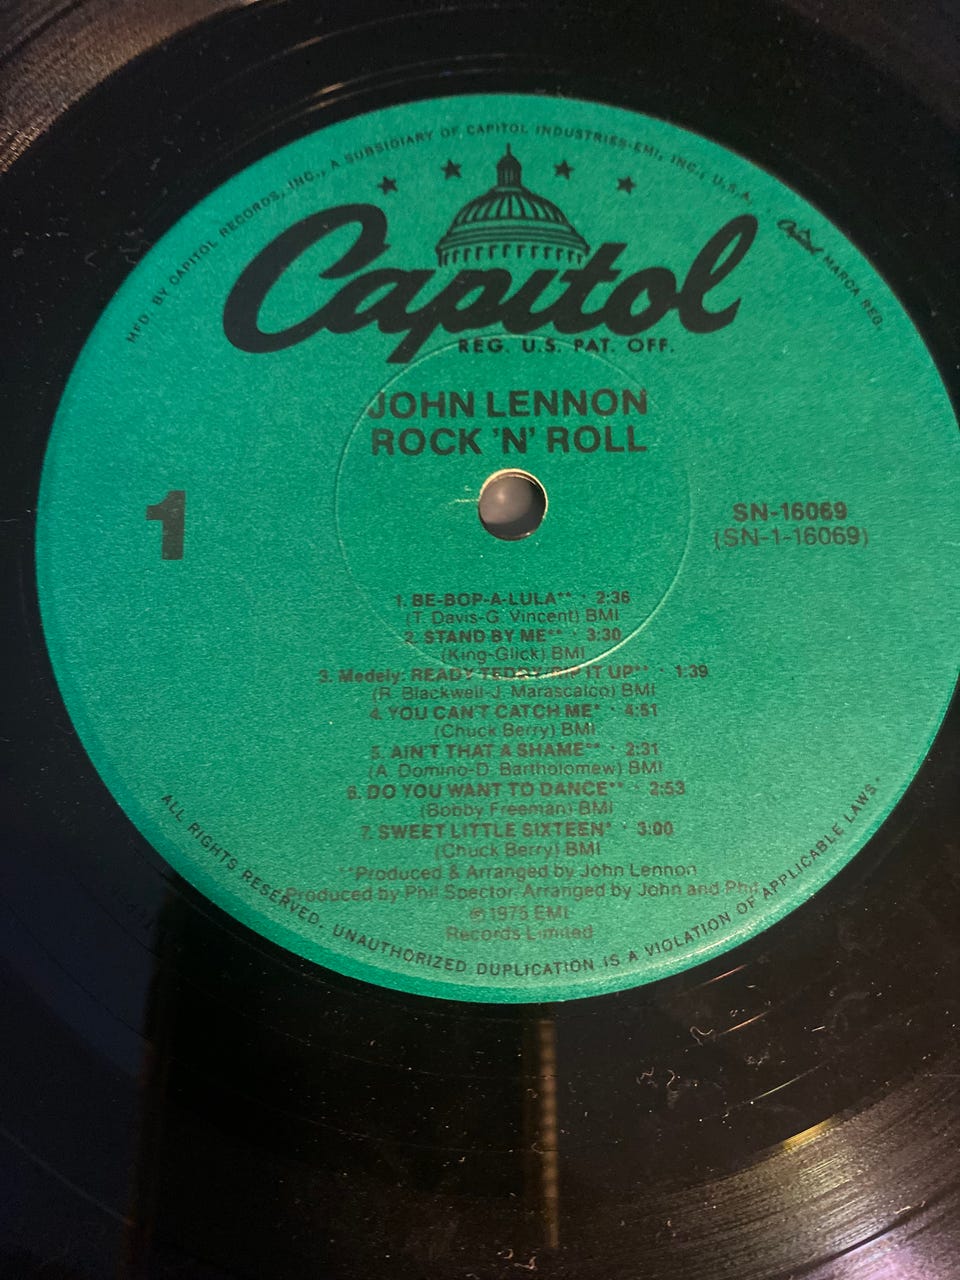 MFD BY CAPITOL RECORDS, INC., A SUBSIDIARY OF CAPITOL INDUSTRIES-EMI, INC., U.S.A.
Capitol MARCA REG.
Capitol
REG. U.S. PAT. OFF.
JOHN LENNON
ROCK 'N' ROLL
1
SN-16069
(SN-1-16069)
1. BE-BOP-A-LULA** · 2:36
(T. Davis-G. Vincent) BMI
2. STAND BY ME** · 3:30
(King-Glick) BMI
3. Medely: READY TEDDY/RIP IT UP** · 1:39
(R. Blackwell-J. Marascalco) BMI
4. YOU CAN'T CATCH ME* · 4:51
(Chuck Berry) BMI
5. AIN'T THAT A SHAME** · 2:31
(A. Domino-D. Bartholomew) BMI
6. DO YOU WANT TO DANCE** · 2:53
(Bobby Freeman) BMI
7. SWEET LITTLE SIXTEEN* · 3:00
(Chuck Berry) BMI
**Produced & Arranged by John Lennon
Produced by Phil Spector-Arranged by John and Phil
℗ 1975 EMI
Records Limited
ALL RIGHTS RESERVED. UNAUTHORIZED DUPLICATION IS A VIOLATION OF APPLICABLE LAWS.